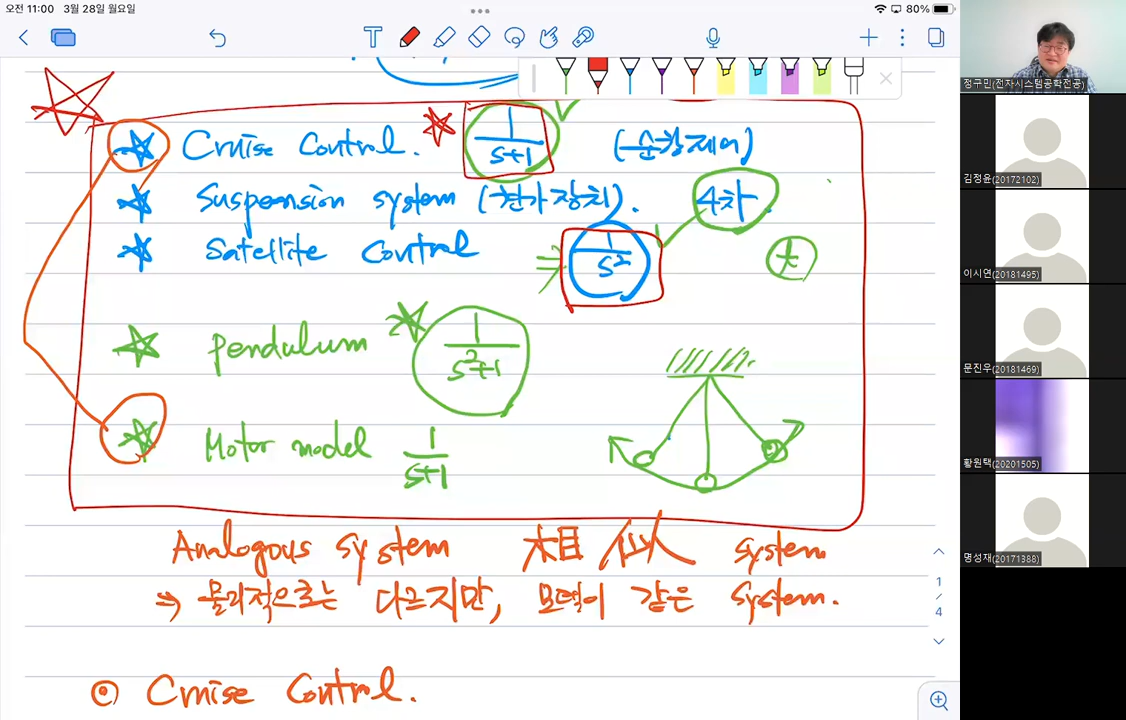 오전 11:00 3월 28일 월요일
80%
Cruise Control. 1/(s+1) (순항제어)
Suspension system (현가장치). 4차.
Satellite Control ⇒ 1/s² t
pendulum 1/(s²+1)
Motor model 1/(s+1)
Analogous system 相似 system
⇒ 물리적으로는 다르지만, 모델이 같은 system.
◎ Cruise Control.
1
/
4
정구민(전자시스템공학전공)
김정윤(20172102)
이시연(20181495)
문진우(20181469)
황원택(20201505)
명성재(20171388)